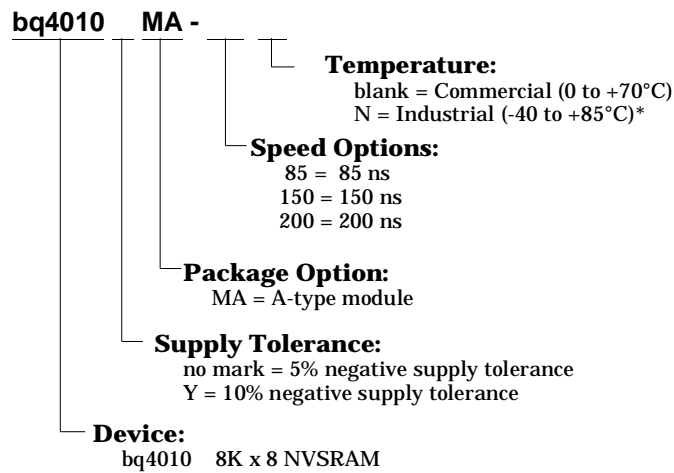 bq4010 MA -
Temperature:
blank = Commercial (0 to +70°C)
N = Industrial (-40 to +85°C)*
Speed Options:
85 = 85 ns
150 = 150 ns
200 = 200 ns
Package Option:
MA = A-type module
Supply Tolerance:
no mark = 5% negative supply tolerance
Y = 10% negative supply tolerance
Device:
bq4010 8K x 8 NVSRAM